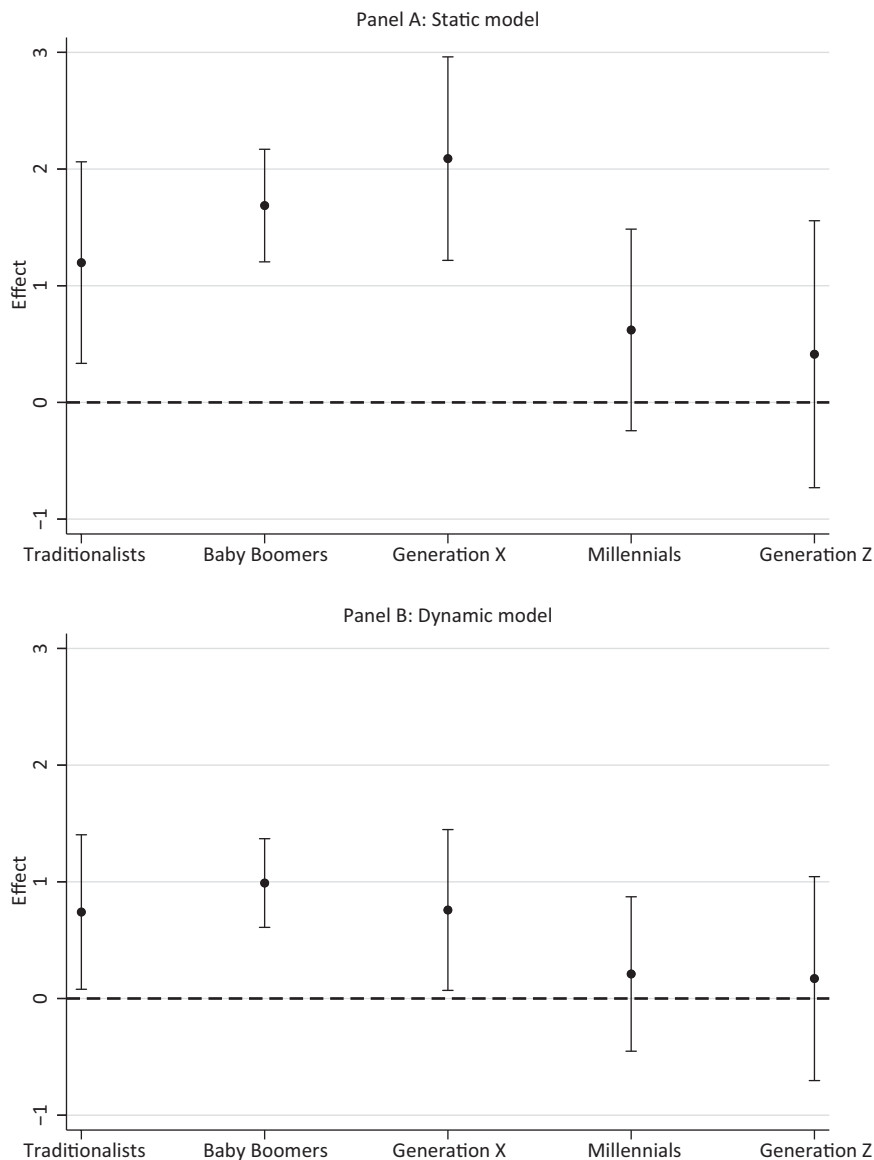 Panel A: Static model
3
2
1
0
−1
Effect
Traditionalists Baby Boomers Generation X Millennials Generation Z
Panel B: Dynamic model
3
2
1
0
−1
Effect
Traditionalists Baby Boomers Generation X Millennials Generation Z